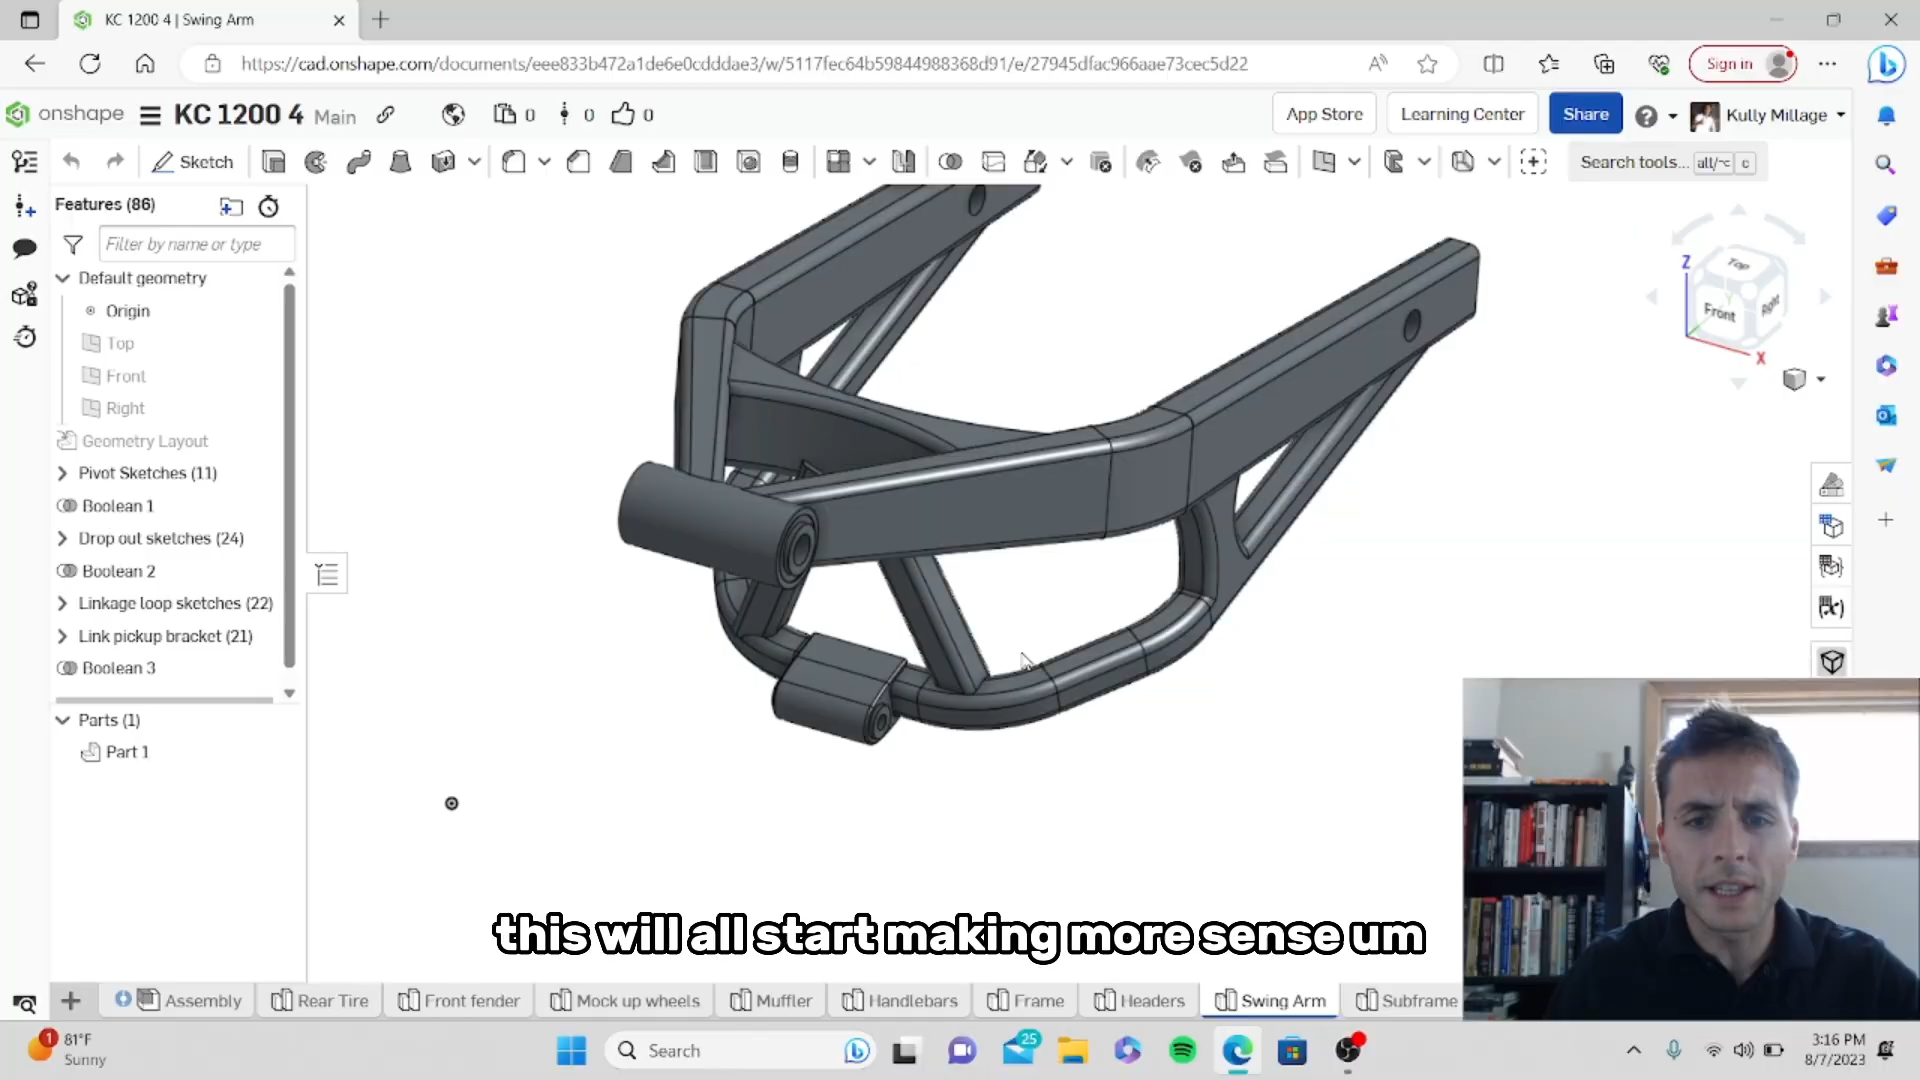 KC 1200 4 | Swing Arm
https://cad.onshape.com/documents/eee833b472a1de6e0cdddae3/w/5117fec64b59844988368d91/e/27945dfac966aae73cec5d22
Sign in
onshape
KC 1200 4 Main
0
0
0
App Store
Learning Center
Share
Kully Millage
Sketch
Search tools... alt/⌥ c
Features (86)
Filter by name or type
Default geometry
Origin
Top
Front
Right
Geometry Layout
Pivot Sketches (11)
Boolean 1
Drop out sketches (24)
Boolean 2
Linkage loop sketches (22)
Link pickup bracket (21)
Boolean 3
Parts (1)
Part 1
Z
Top
Front
Right
Y
X
this will all start making more sense um
Assembly
Rear Tire
Front fender
Mock up wheels
Muffler
Handlebars
Frame
Headers
Swing Arm
Subframe
1
81°F
Sunny
Search
25
3:16 PM
8/7/2023